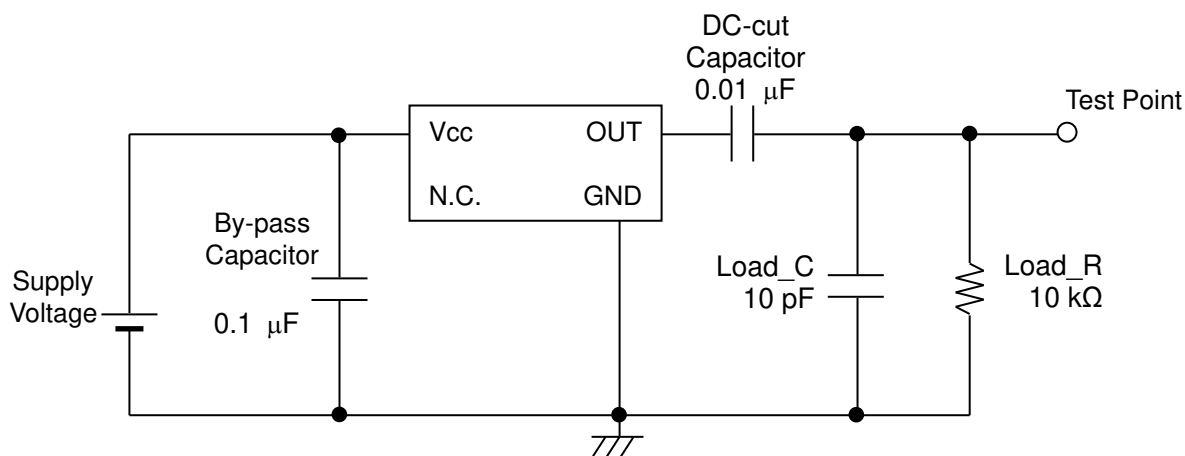 DC-cut
Capacitor
0.01 μF
Test Point
Vcc OUT
N.C. GND
By-pass
Capacitor
0.1 μF
Supply
Voltage
Load_C
10 pF
Load_R
10 kΩ